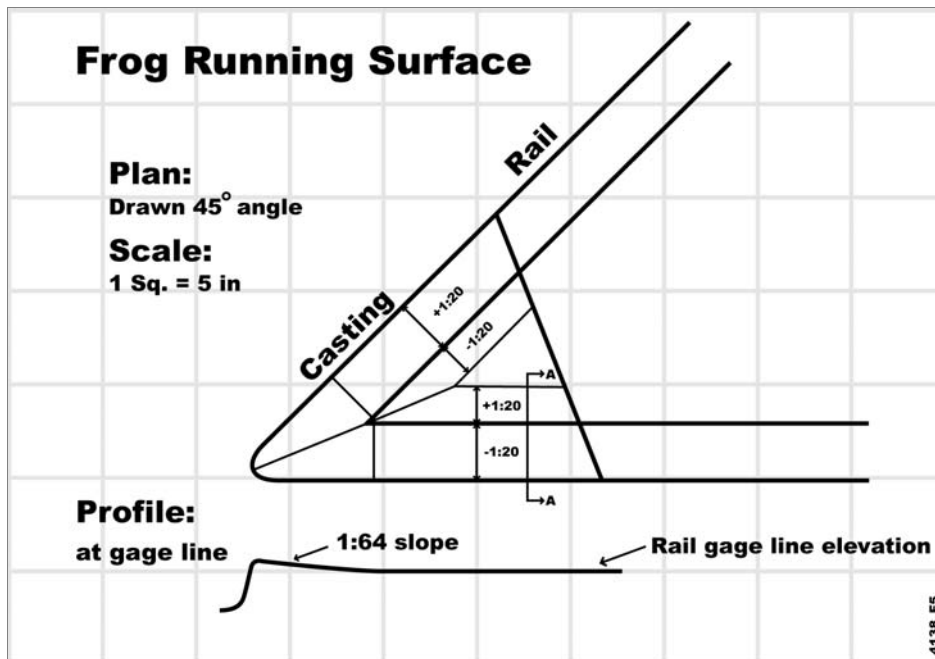 Frog Running Surface
Plan:
Drawn 45° angle
Scale:
1 Sq. = 5 in
Rail
Casting
+1:20
-1:20
A
+1:20
-1:20
A
Profile:
at gage line
1:64 slope
Rail gage line elevation
4138_55